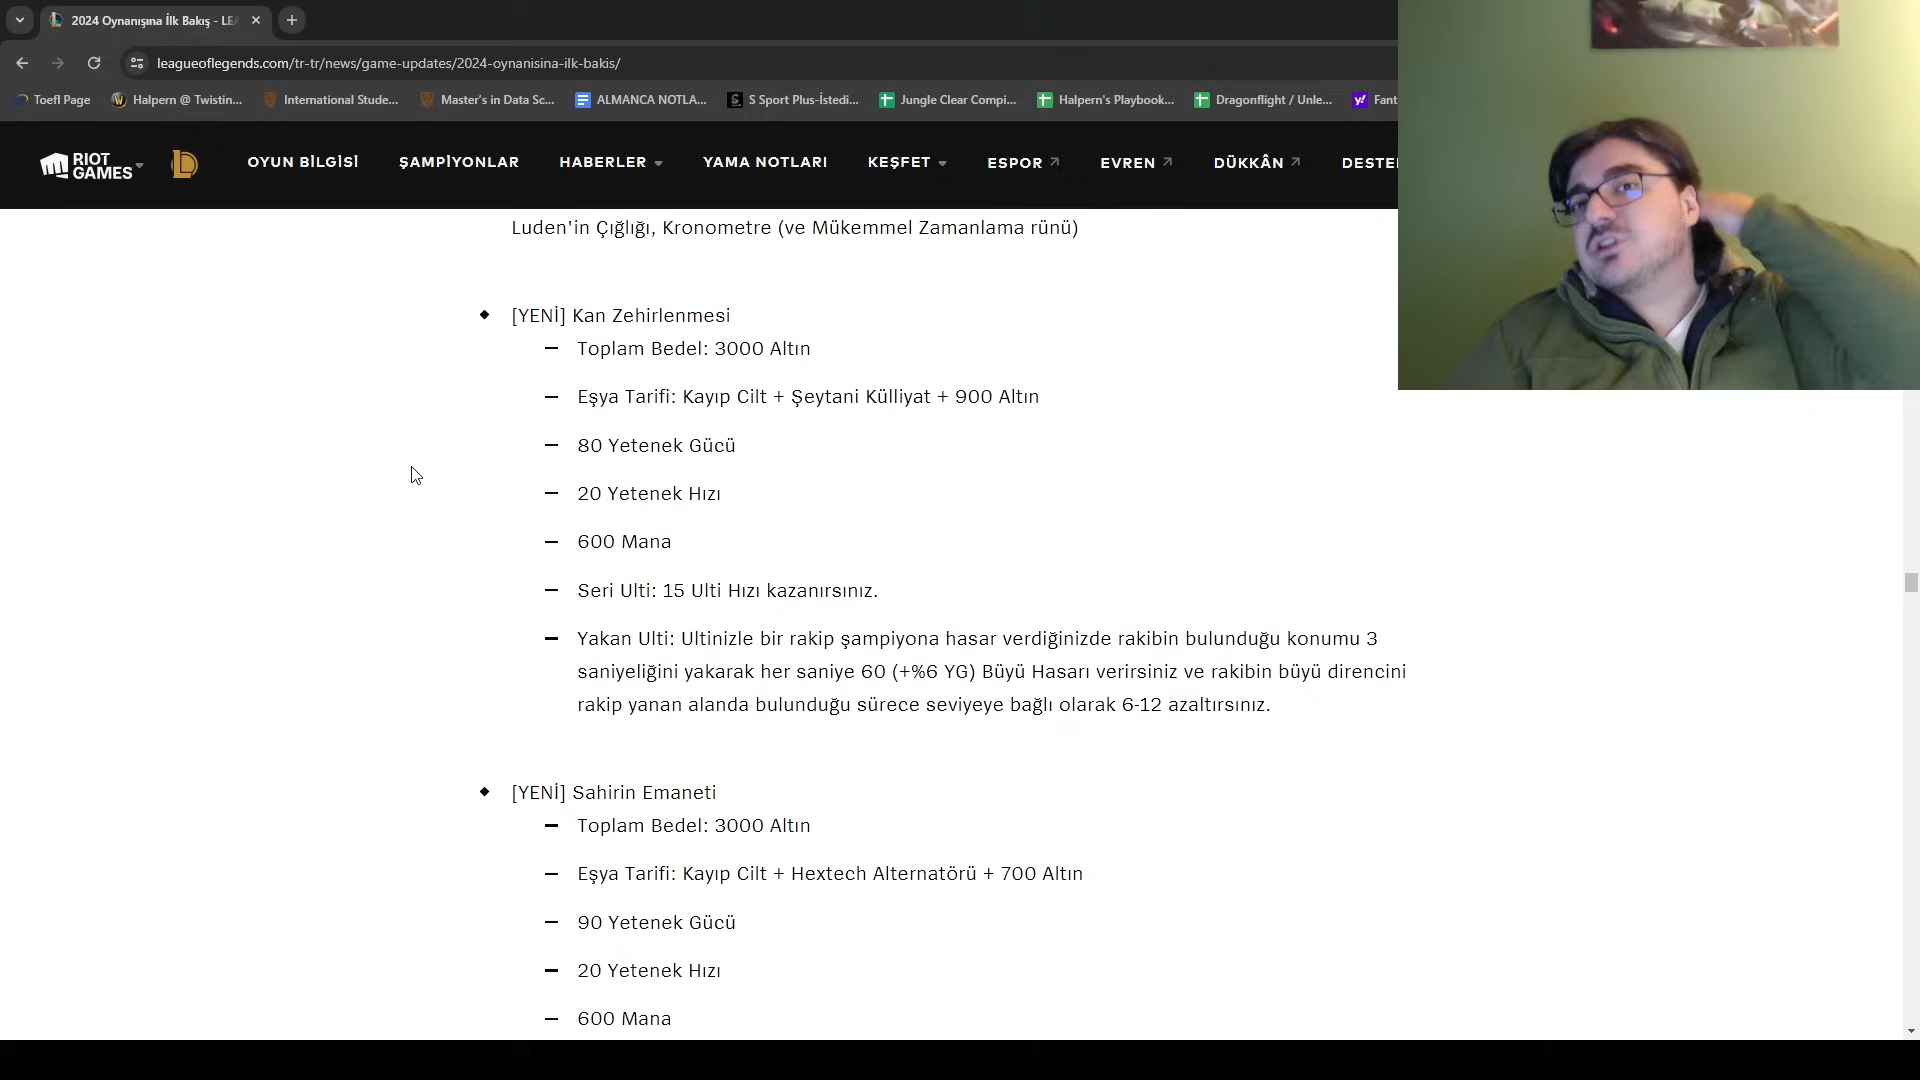 2024 Oynanışına İlk Bakış - LEA
leagueoflegends.com/tr-tr/news/game-updates/2024-oynanisina-ilk-bakis/
Toefl Page
Halpern @ Twistin...
International Stude...
Master's in Data Sc...
ALMANCA NOTLA...
S Sport Plus-İstedi...
Jungle Clear Compi...
Halpern's Playbook...
Dragonflight / Unle...
Fant
RIOT GAMES
OYUN BİLGİSİ
ŞAMPİYONLAR
HABERLER
YAMA NOTLARI
KEŞFET
ESPOR
EVREN
DÜKKÂN
DESTE
Luden'in Çığlığı, Kronometre (ve Mükemmel Zamanlama rünü)
[YENİ] Kan Zehirlenmesi
Toplam Bedel: 3000 Altın
Eşya Tarifi: Kayıp Cilt + Şeytani Külliyat + 900 Altın
80 Yetenek Gücü
20 Yetenek Hızı
600 Mana
Seri Ulti: 15 Ulti Hızı kazanırsınız.
Yakan Ulti: Ultinizle bir rakip şampiyona hasar verdiğinizde rakibin bulunduğu konumu 3
saniyeliğini yakarak her saniye 60 (+%6 YG) Büyü Hasarı verirsiniz ve rakibin büyü direncini
rakip yanan alanda bulunduğu sürece seviyeye bağlı olarak 6-12 azaltırsınız.
[YENİ] Sahirin Emaneti
Toplam Bedel: 3000 Altın
Eşya Tarifi: Kayıp Cilt + Hextech Alternatörü + 700 Altın
90 Yetenek Gücü
20 Yetenek Hızı
600 Mana